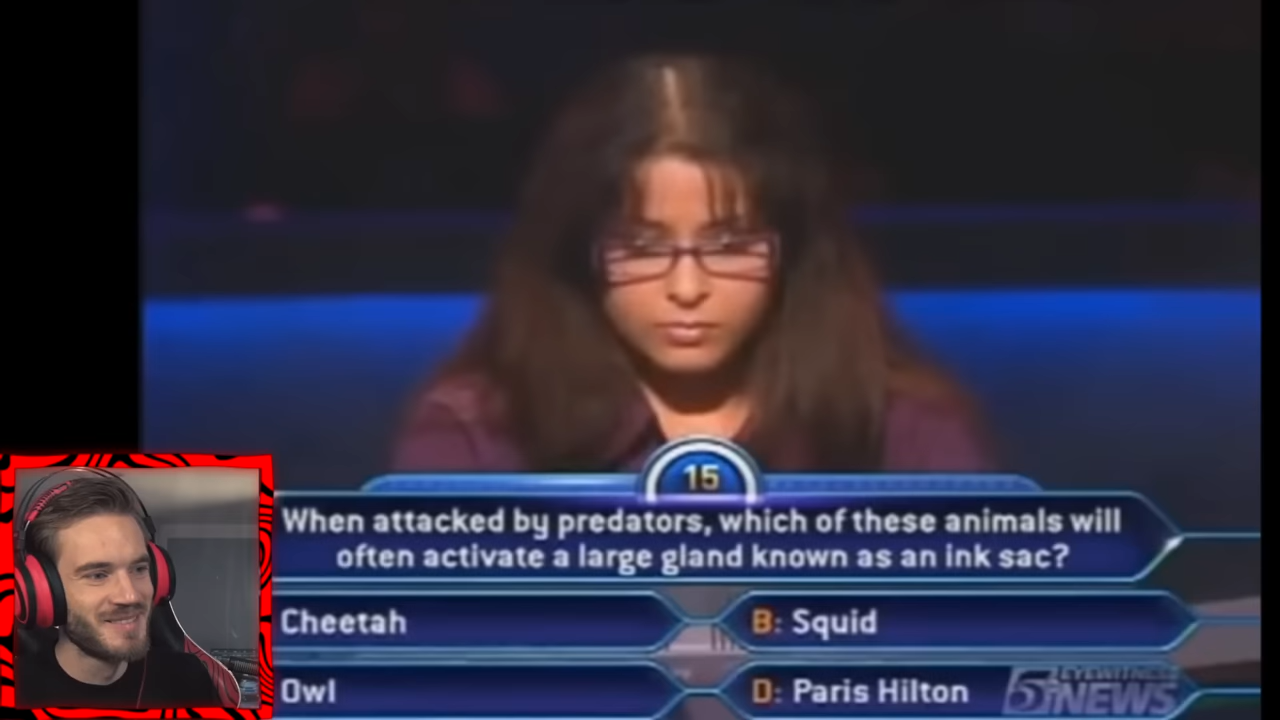 15
When attacked by predators, which of these animals will
often activate a large gland known as an ink sac?
Cheetah
B: Squid
Owl
D: Paris Hilton
5 EYEWITNESS
NEWS